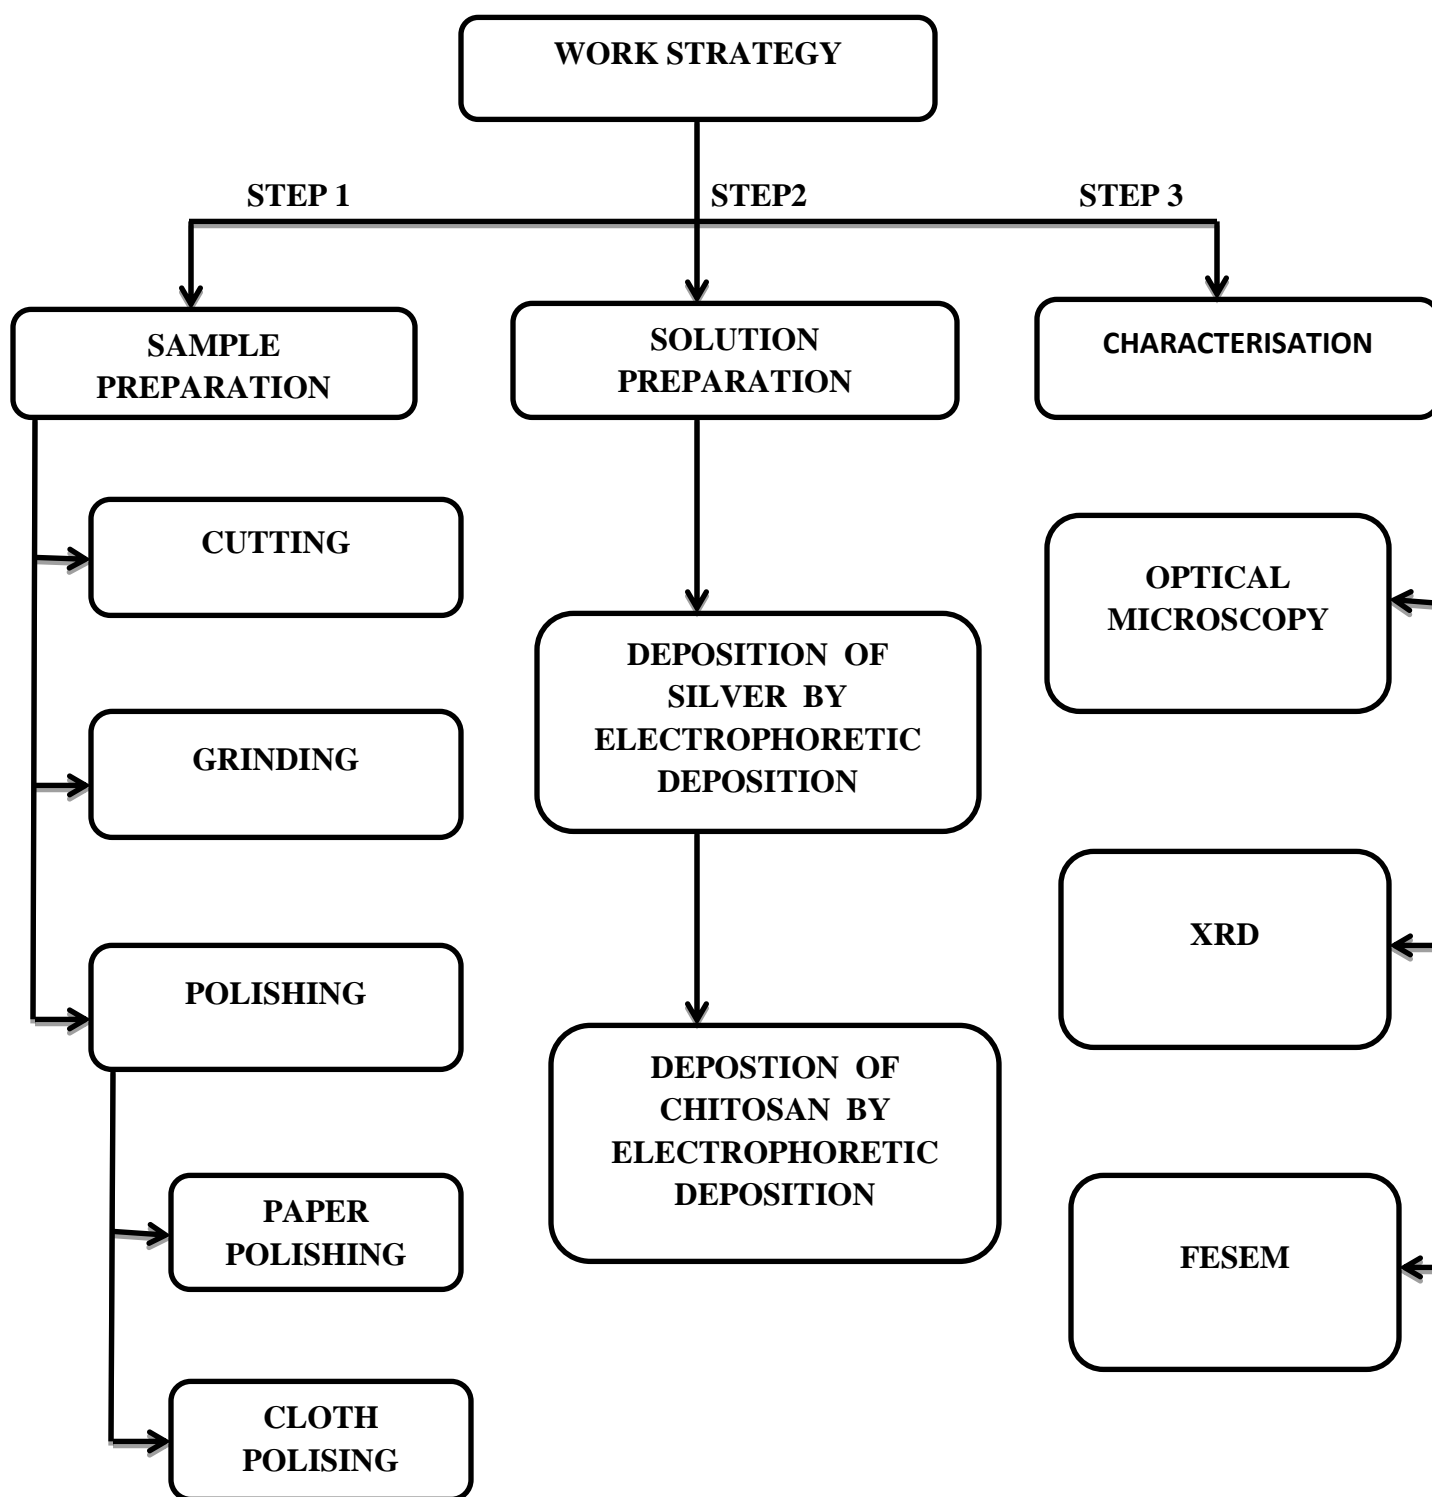 WORK STRATEGY
STEP 1
STEP2
STEP 3
SAMPLE
PREPARATION
SOLUTION
PREPARATION
CHARACTERISATION
CUTTING
GRINDING
POLISHING
PAPER
POLISHING
CLOTH
POLISING
DEPOSITION OF
SILVER BY
ELECTROPHORETIC
DEPOSITION
DEPOSTION OF
CHITOSAN BY
ELECTROPHORETIC
DEPOSITION
OPTICAL
MICROSCOPY
XRD
FESEM